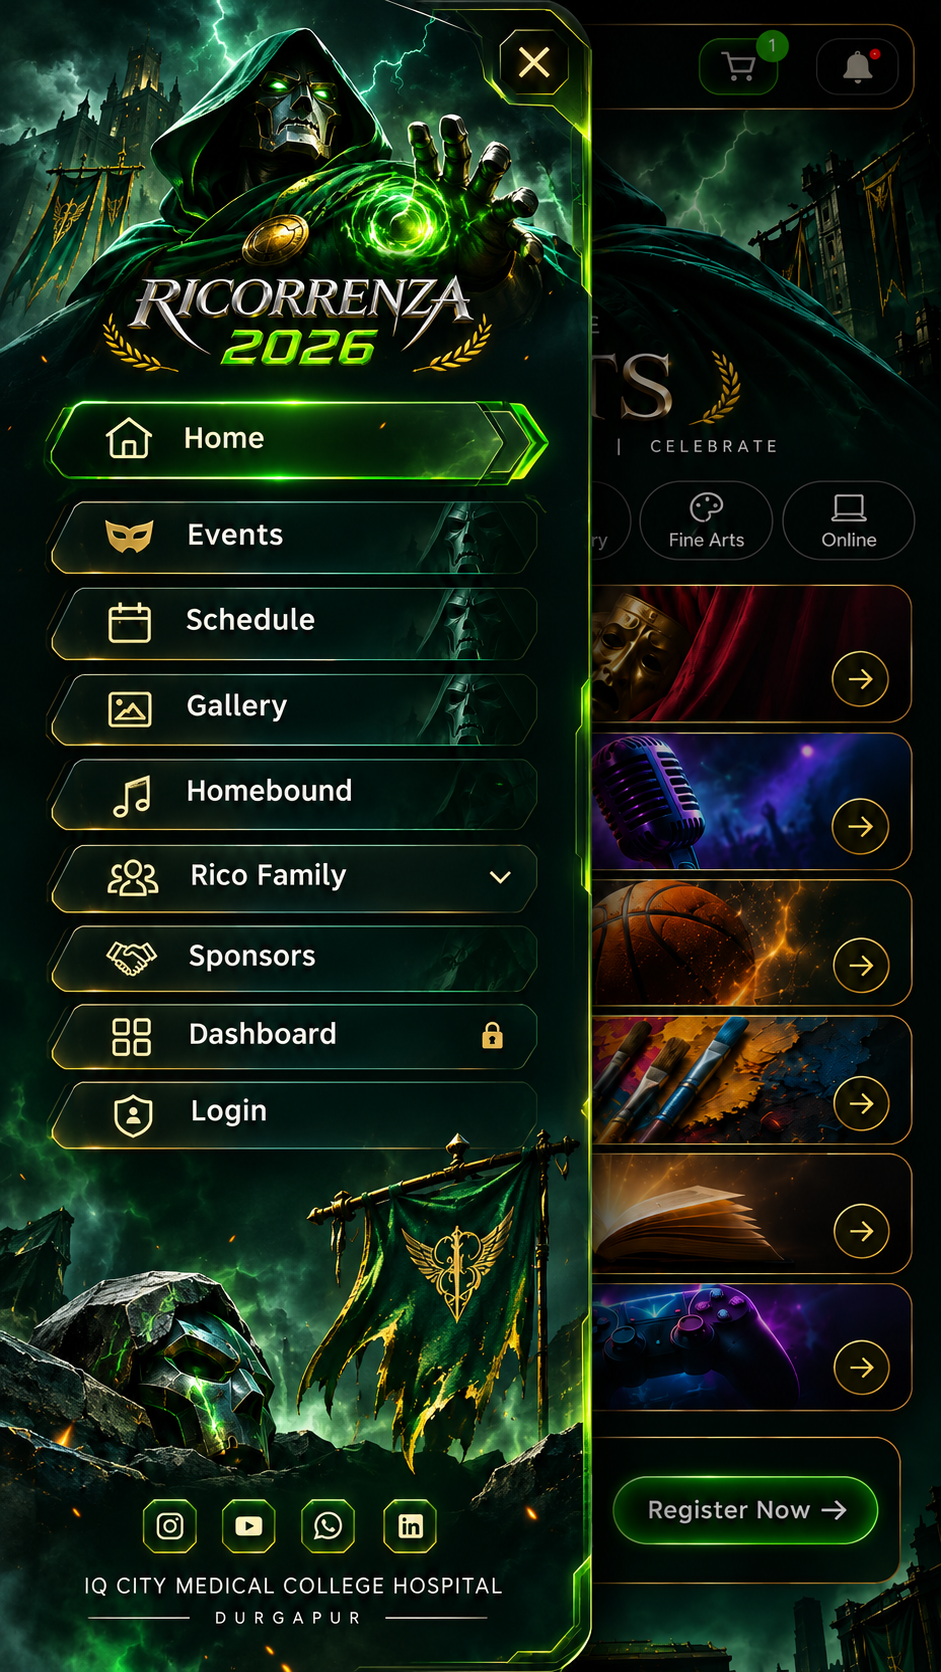 1
RICORRENZA
2026
TS
| CELEBRATE
Home
Fine Arts
Online
Events
Schedule
Gallery
Homebound
Rico Family
Sponsors
Dashboard
Login
Register Now →
IQ CITY MEDICAL COLLEGE HOSPITAL
DURGAPUR